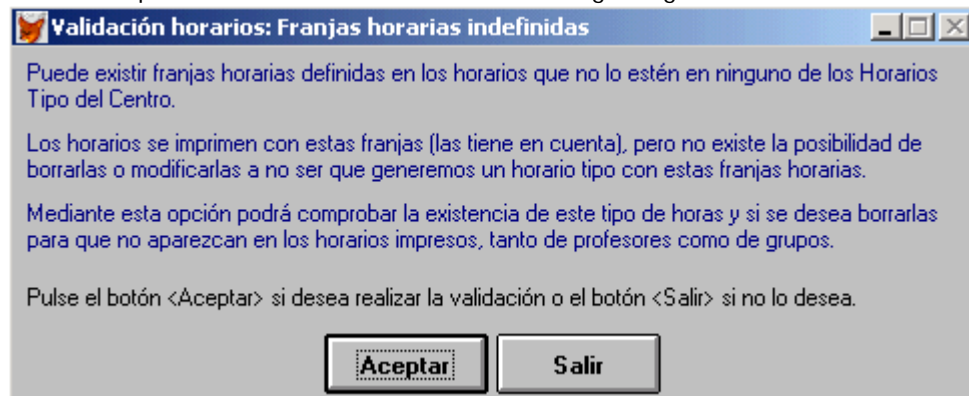 Validación horarios: Franjas horarias indefinidas
Puede existir franjas horarias definidas en los horarios que no lo estén en ninguno de los Horarios
Tipo del Centro.
Los horarios se imprimen con estas franjas (las tiene en cuenta), pero no existe la posibilidad de
borrarlas o modificarlas a no ser que generemos un horario tipo con estas franjas horarias.
Mediante esta opción podrá comprobar la existencia de este tipo de horas y si se desea borrarlas
para que no aparezcan en los horarios impresos, tanto de profesores como de grupos.
Pulse el botón <Aceptar> si desea realizar la validación o el botón <Salir> si no lo desea.
Aceptar Salir